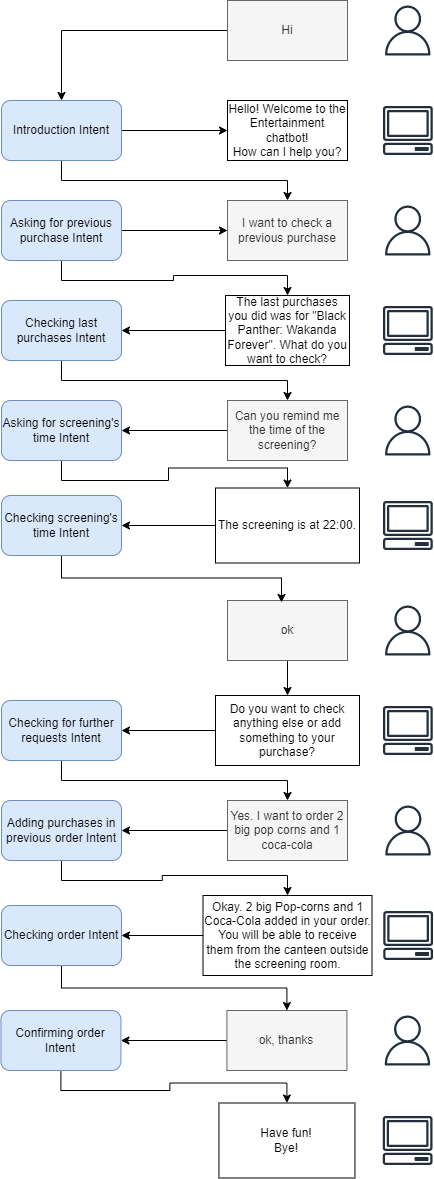 Hi
Introduction Intent
Hello! Welcome to the
Entertainment
chatbot!
How can I help you?
Asking for previous
purchase Intent
I want to check a
previous purchase
Checking last
purchases Intent
The last purchases
you did was for "Black
Panther: Wakanda
Forever". What do you
want to check?
Asking for screening's
time Intent
Can you remind me
the time of the
screening?
Checking screening's
time Intent
The screening is at 22:00.
ok
Checking for further
requests Intent
Do you want to check
anything else or add
something to your
purchase?
Adding purchases in
previous order Intent
Yes. I want to order 2
big pop corns and 1
coca-cola
Checking order Intent
Okay. 2 big Pop-corns and 1
Coca-Cola added in your order.
You will be able to receive
them from the canteen outside
the screening room.
Confirming order
Intent
ok, thanks
Have fun!
Bye!